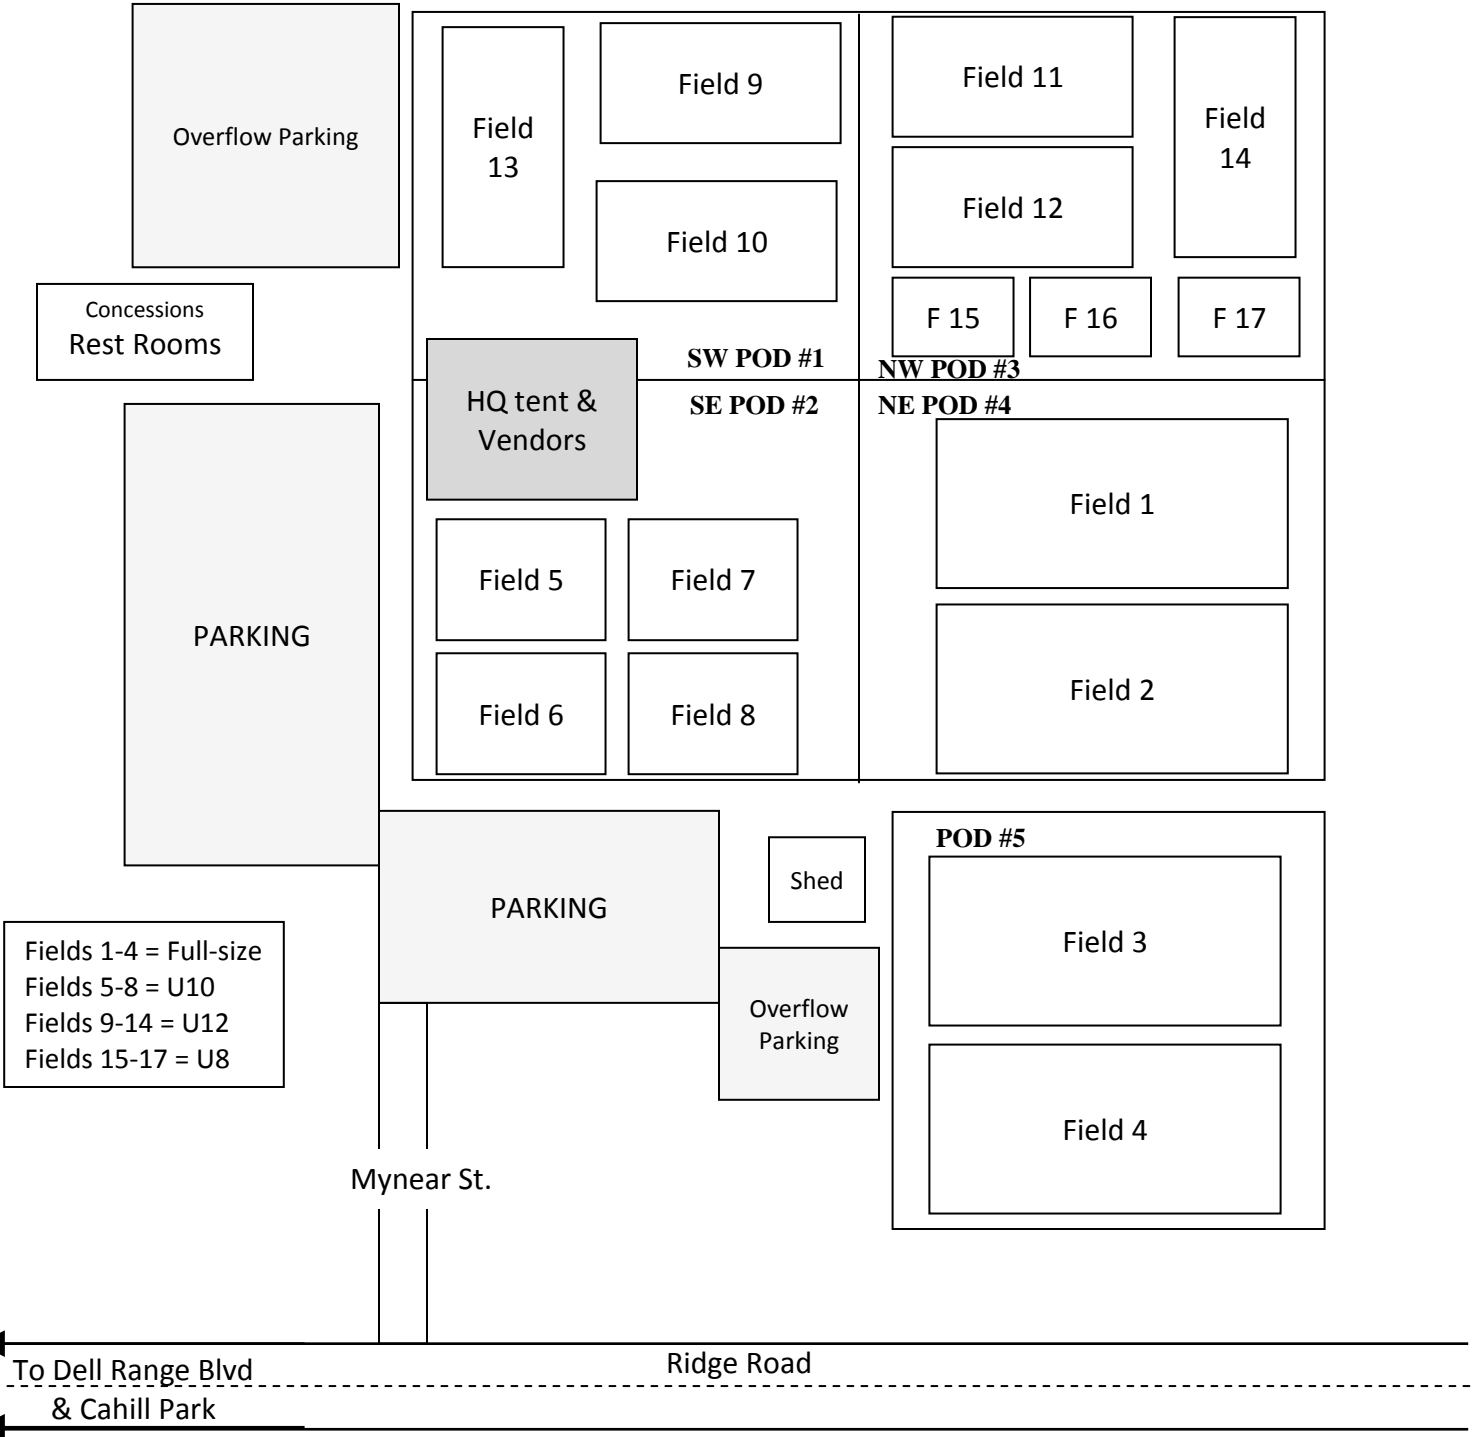 Overflow Parking
Field
13
Field 9
Field 10
Field 11
Field 12
Field
14
F 15
F 16
F 17
Concessions
Rest Rooms
SW POD #1
NW POD #3
HQ tent &
Vendors
SE POD #2
NE POD #4
Field 1
Field 5
Field 7
PARKING
Field 2
Field 6
Field 8
POD #5
Shed
PARKING
Field 3
Fields 1-4 = Full-size
Fields 5-8 = U10
Fields 9-14 = U12
Fields 15-17 = U8
Overflow
Parking
Field 4
Mynear St.
Ridge Road
To Dell Range Blvd
& Cahill Park